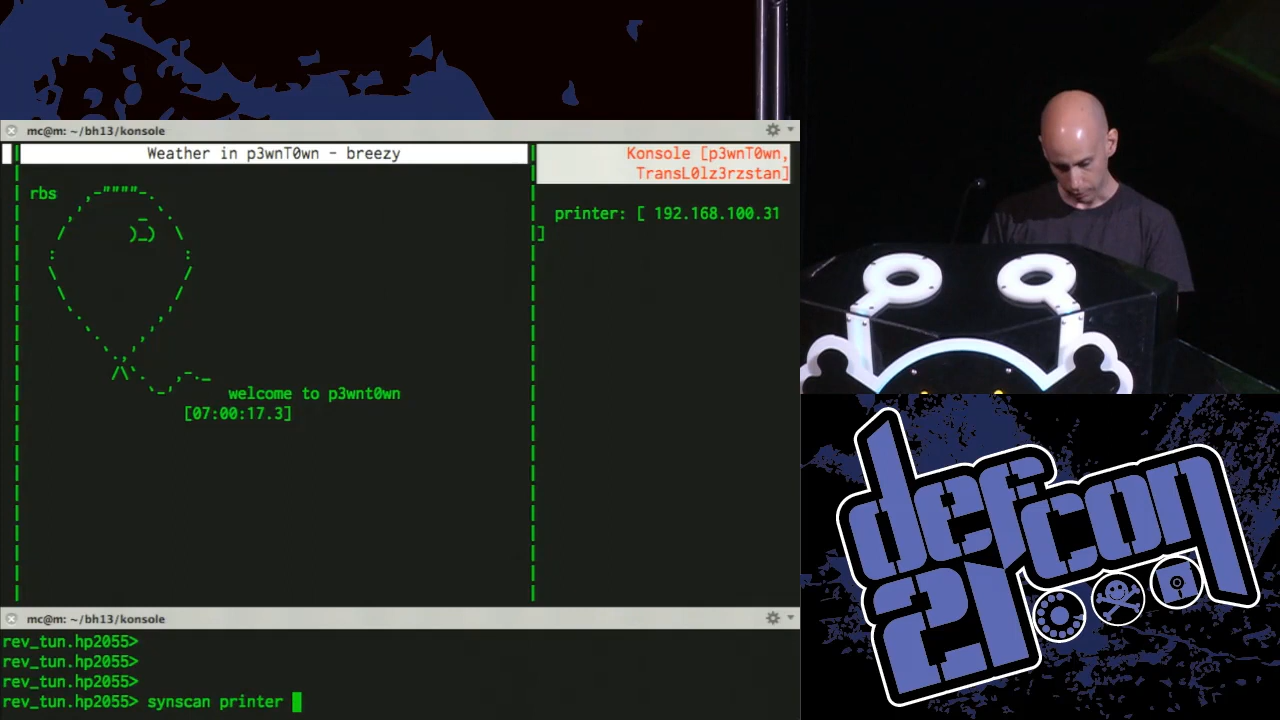 mc@m: ~/bh13/konsole
Weather in p3wnT0wn - breezy
Konsole [p3wnT0wn,
TransL0lz3rzstan]
rbs
printer: [ 192.168.100.31
]
welcome to p3wnt0wn
[07:00:17.3]
mc@m: ~/bh13/konsole
rev_tun.hp2055>
rev_tun.hp2055>
rev_tun.hp2055>
rev_tun.hp2055> synscan printer
defcon
21